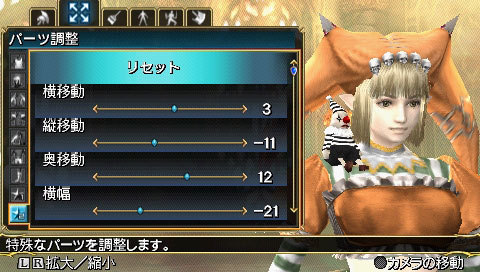 パーツ調整
リセット
横移動
3
縦移動
-11
奥移動
12
横幅
-21
特殊なパーツを調整します。
LR拡大／縮小
●カメラの移動